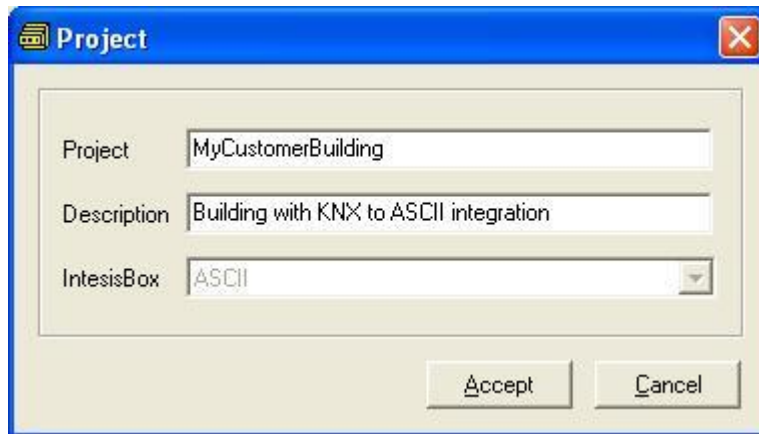 Project
Project MyCustomerBuilding
Description Building with KNX to ASCII integration
IntesisBox ASCII
Accept Cancel